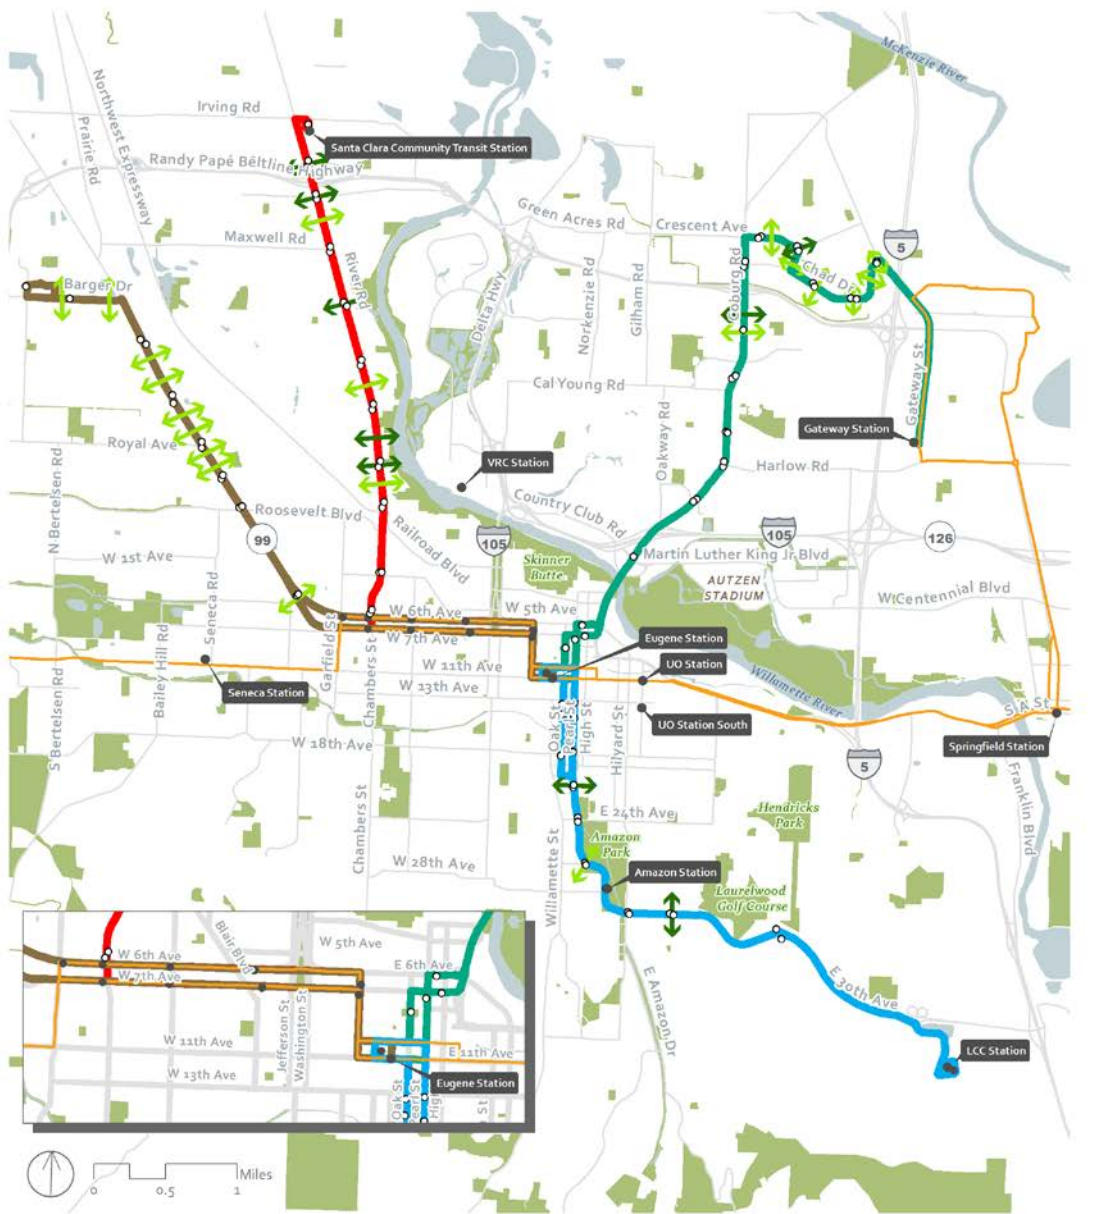 McKenzie River
Irving Rd
Northwest Expressway
Prairie Rd
Santa Clara Community Transit Station
Randy Papé Beltline Highway
Green Acres Rd
Crescent Ave
Maxwell Rd
5
River Rd
Coburg Rd
Chad Dr
Barger Dr
Delta Hwy
Norkenzie Rd
Gilham Rd
Cal Young Rd
Gateway St
Oakway Rd
Gateway Station
Royal Ave
VRC Station
Harlow Rd
N Bertelsen Rd
Roosevelt Blvd
Country Club Rd
99
Railroad Blvd
105
105
126
W 1st Ave
Skinner
Butte
Martin Luther King Jr Blvd
AUTZEN
STADIUM
W Centennial Blvd
Seneca Rd
W 6th Ave
W 5th Ave
W 7th Ave
Eugene Station
Garfield St
Bailey Hill Rd
W 11th Ave
UO Station
S Bertelsen Rd
Seneca Station
Chambers St
W 13th Ave
Willamette River
Oak St
Pearl St
High St
Hilyard St
UO Station South
S A St
Springfield Station
W 18th Ave
5
Franklin Blvd
Chambers St
E 24th Ave
Hendricks
Park
Amazon
Park
Willamette St
W 28th Ave
Amazon Station
Laurelwood
Golf Course
E 30th Ave
E Amazon Dr
LCC Station
Blair Blvd
W 5th Ave
W 6th Ave
E 6th Ave
W 7th Ave
Jefferson St
Washington St
W 11th Ave
E 11th Ave
W 13th Ave
Eugene Station
Oak St
Pearl St
High
St
Miles
0
0.5
1